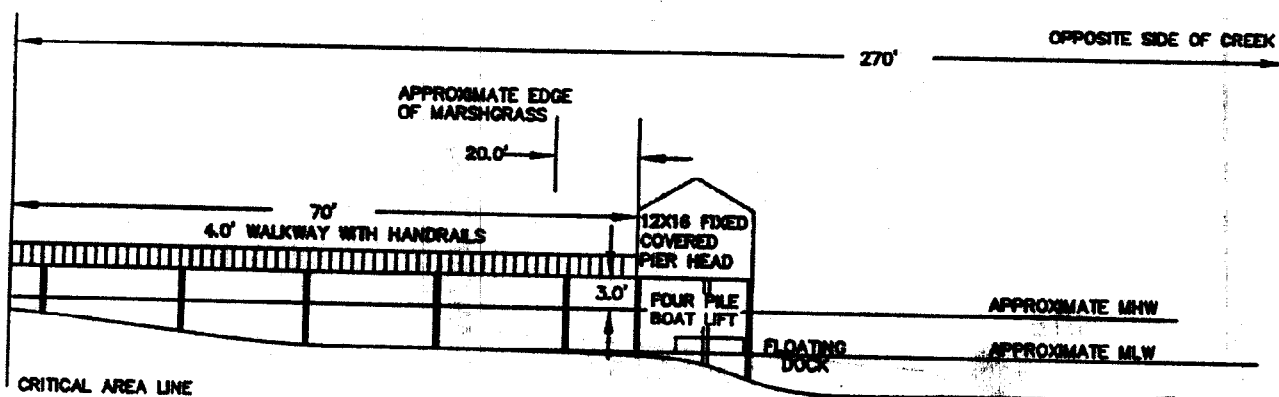 OPPOSITE SIDE OF CREEK
270'
APPROXIMATE EDGE
OF MARSHGRASS
20.0'
70'
4.0' WALKWAY WITH HANDRAILS
12X16 FIXED
COVERED
PIER HEAD
3.0'
FOUR PILE
BOAT LIFT
APPROXIMATE MHW
FLOATING
DOCK
APPROXIMATE MLW
CRITICAL AREA LINE